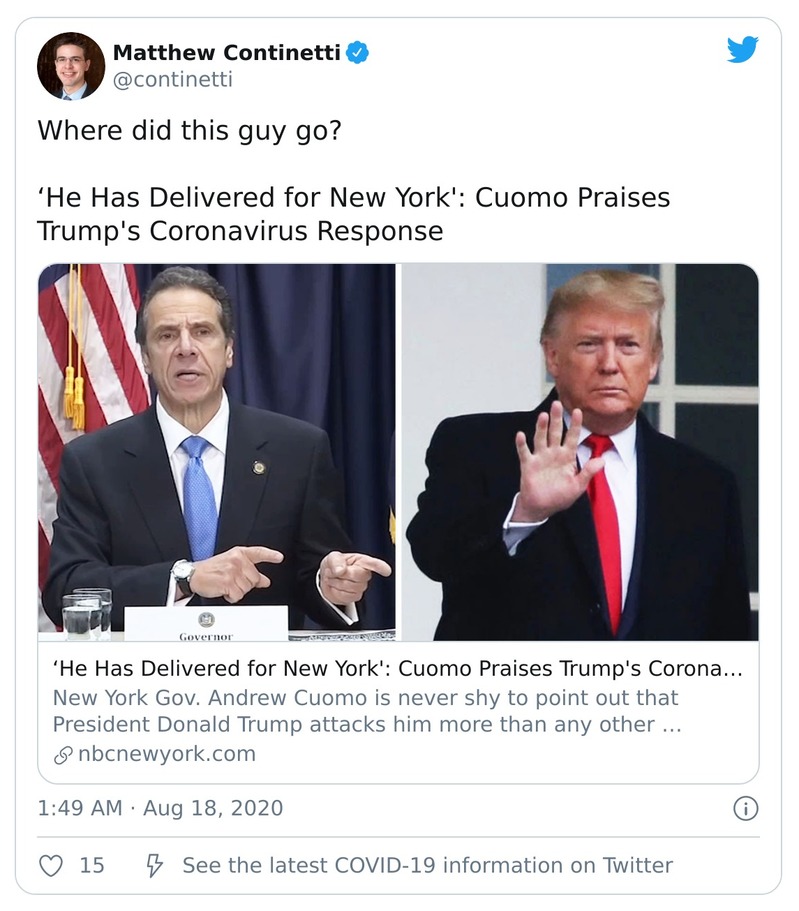 Matthew Continetti
@continetti
Where did this guy go?
‘He Has Delivered for New York': Cuomo Praises
Trump's Coronavirus Response
Governor
‘He Has Delivered for New York': Cuomo Praises Trump's Corona…
New York Gov. Andrew Cuomo is never shy to point out that
President Donald Trump attacks him more than any other …
nbcnewyork.com
1:49 AM · Aug 18, 2020
15
See the latest COVID-19 information on Twitter